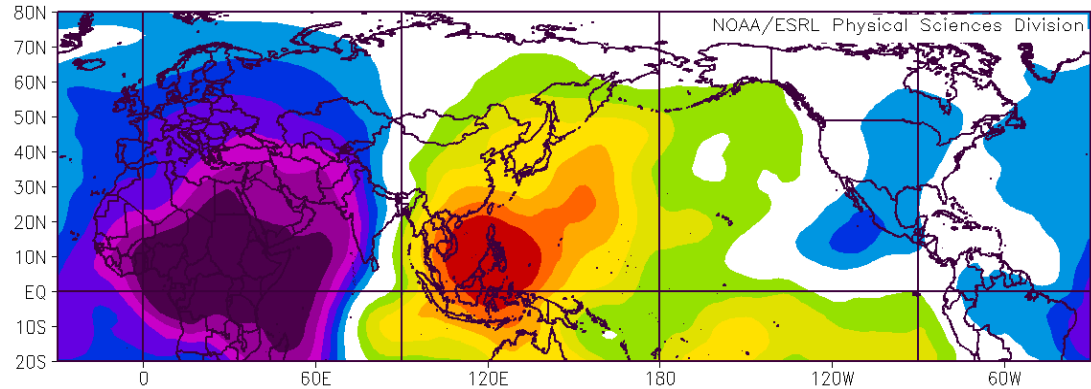 80N
NOAA/ESRL Physical Sciences Division
70N
60N
50N
40N
30N
20N
10N
EQ
10S
20S
0 60E 120E 180 120W 60W